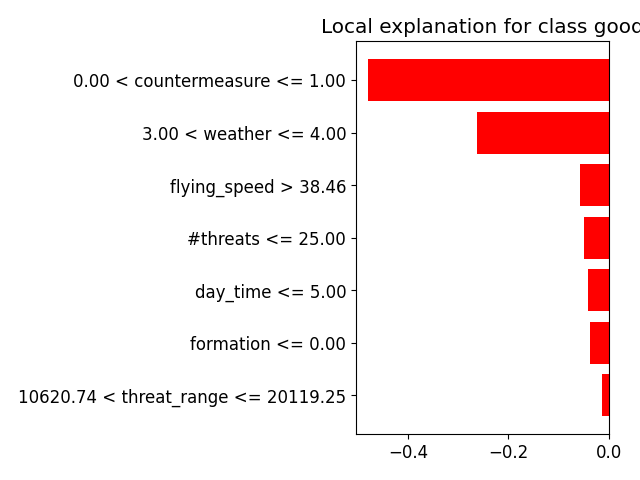 Local explanation for class good
0.00 < countermeasure <= 1.00
3.00 < weather <= 4.00
flying_speed > 38.46
#threats <= 25.00
day_time <= 5.00
formation <= 0.00
10620.74 < threat_range <= 20119.25
−0.4 −0.2 0.0